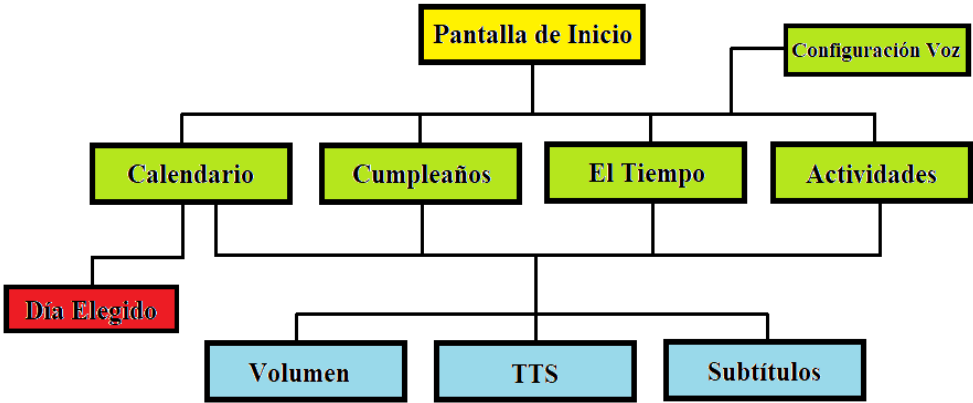 Pantalla de Inicio
Configuración Voz
Calendario
Cumpleaños
El Tiempo
Actividades
Día Elegido
Volumen
TTS
Subtítulos